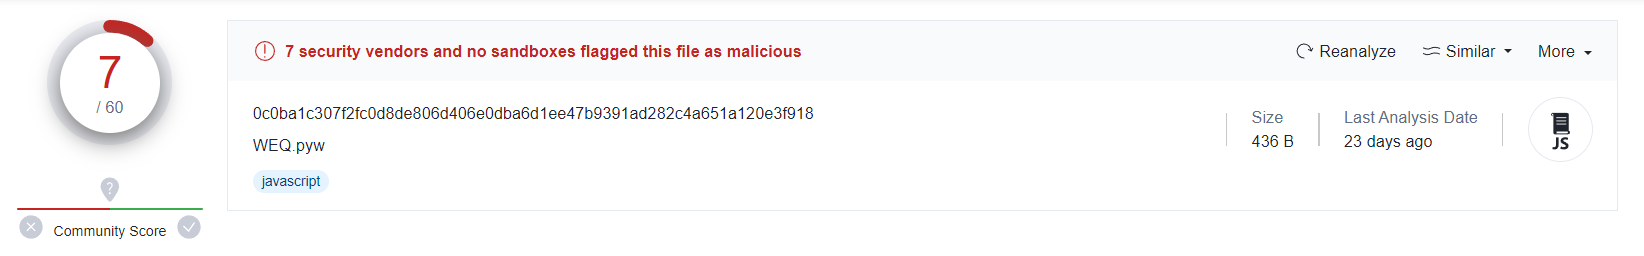 7
/ 60
?
Community Score
7 security vendors and no sandboxes flagged this file as malicious
Reanalyze
Similar
More
0c0ba1c307f2fc0d8de806d406e0dba6d1ee47b9391ad282c4a651a120e3f918
WEQ.pyw
javascript
Size
436 B
Last Analysis Date
23 days ago
JS